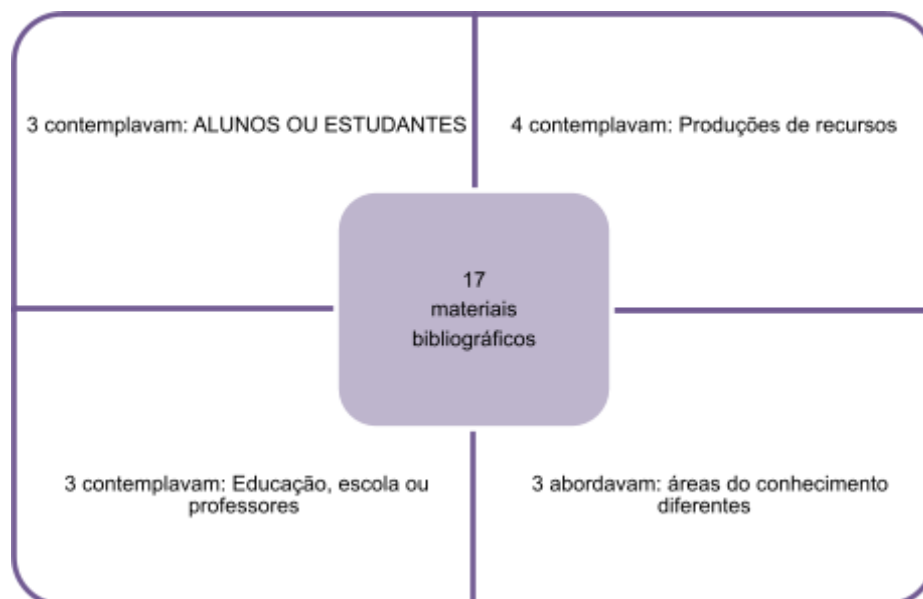 3 contemplavam: ALUNOS OU ESTUDANTES
4 contemplavam: Produções de recursos
17
materiais
bibliográficos
3 contemplavam: Educação, escola ou
professores
3 abordavam: áreas do conhecimento
diferentes